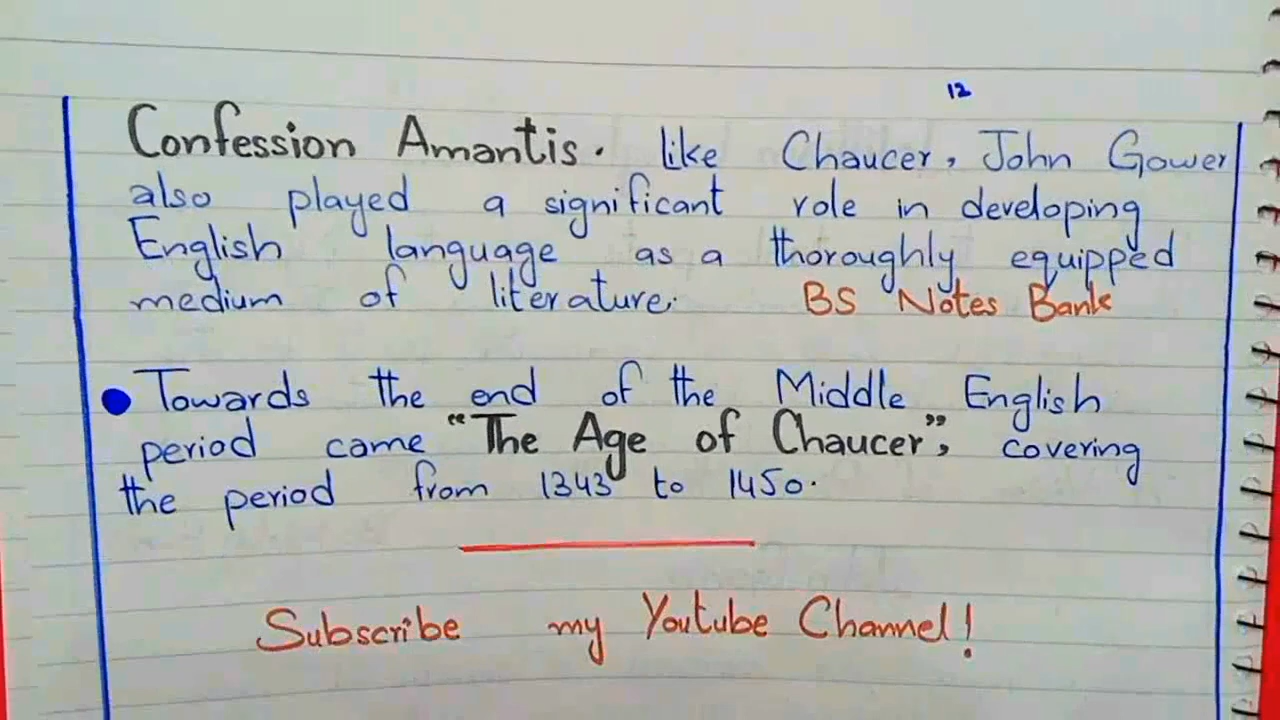 12
Confession Amantis. like Chaucer, John Gower
also played a significant role in developing
English language as a thoroughly equipped
medium of literature. BS Notes Bank
Towards the end of the Middle English
period came "The Age of Chaucer", covering
the period from 1343 to 1450.
Subscribe my Youtube Channel!